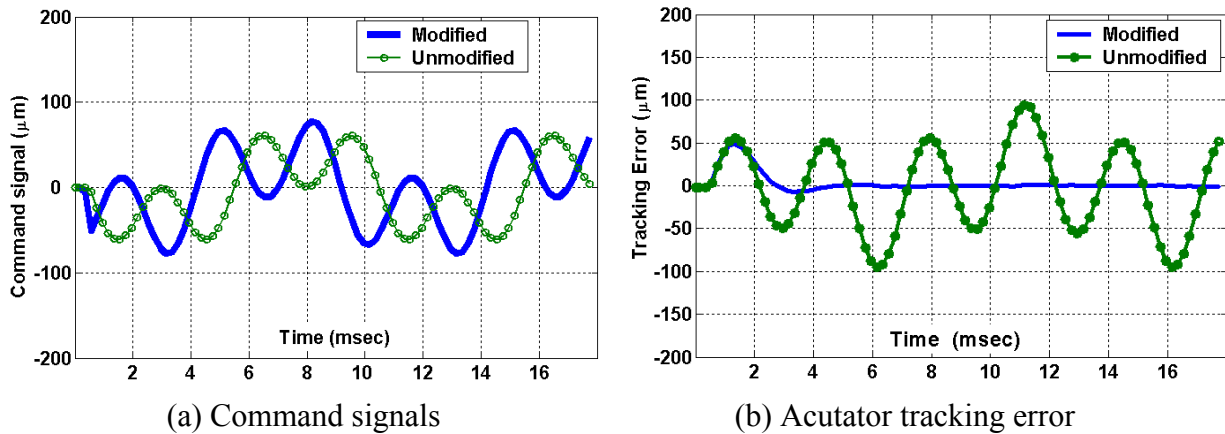 200
150
100
50
0
-50
-100
-150
-200
Command signal (μm)
Modified
Unmodified
Time (msec)
2 4 6 8 10 12 14 16
(a) Command signals
200
100
0
-100
-200
Tracking Error (μm)
Modified
Unmodified
Time (msec)
2 4 6 8 10 12 14 16
(b) Acutator tracking error